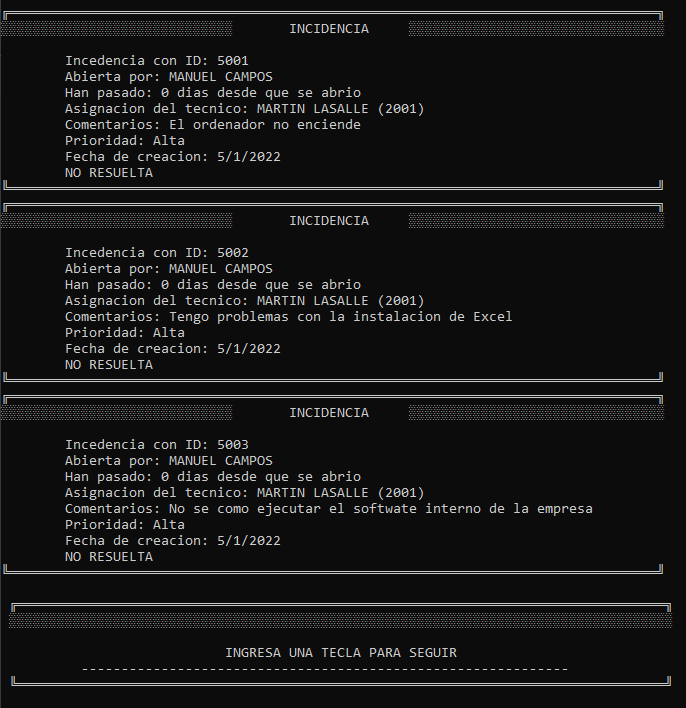 INCIDENCIA
Incedencia con ID: 5001
Abierta por: MANUEL CAMPOS
Han pasado: 0 dias desde que se abrio
Asignacion del tecnico: MARTIN LASALLE (2001)
Comentarios: El ordenador no enciende
Prioridad: Alta
Fecha de creacion: 5/1/2022
NO RESUELTA
INCIDENCIA
Incedencia con ID: 5002
Abierta por: MANUEL CAMPOS
Han pasado: 0 dias desde que se abrio
Asignacion del tecnico: MARTIN LASALLE (2001)
Comentarios: Tengo problemas con la instalacion de Excel
Prioridad: Alta
Fecha de creacion: 5/1/2022
NO RESUELTA
INCIDENCIA
Incedencia con ID: 5003
Abierta por: MANUEL CAMPOS
Han pasado: 0 dias desde que se abrio
Asignacion del tecnico: MARTIN LASALLE (2001)
Comentarios: No se como ejecutar el softwate interno de la empresa
Prioridad: Alta
Fecha de creacion: 5/1/2022
NO RESUELTA
INGRESA UNA TECLA PARA SEGUIR